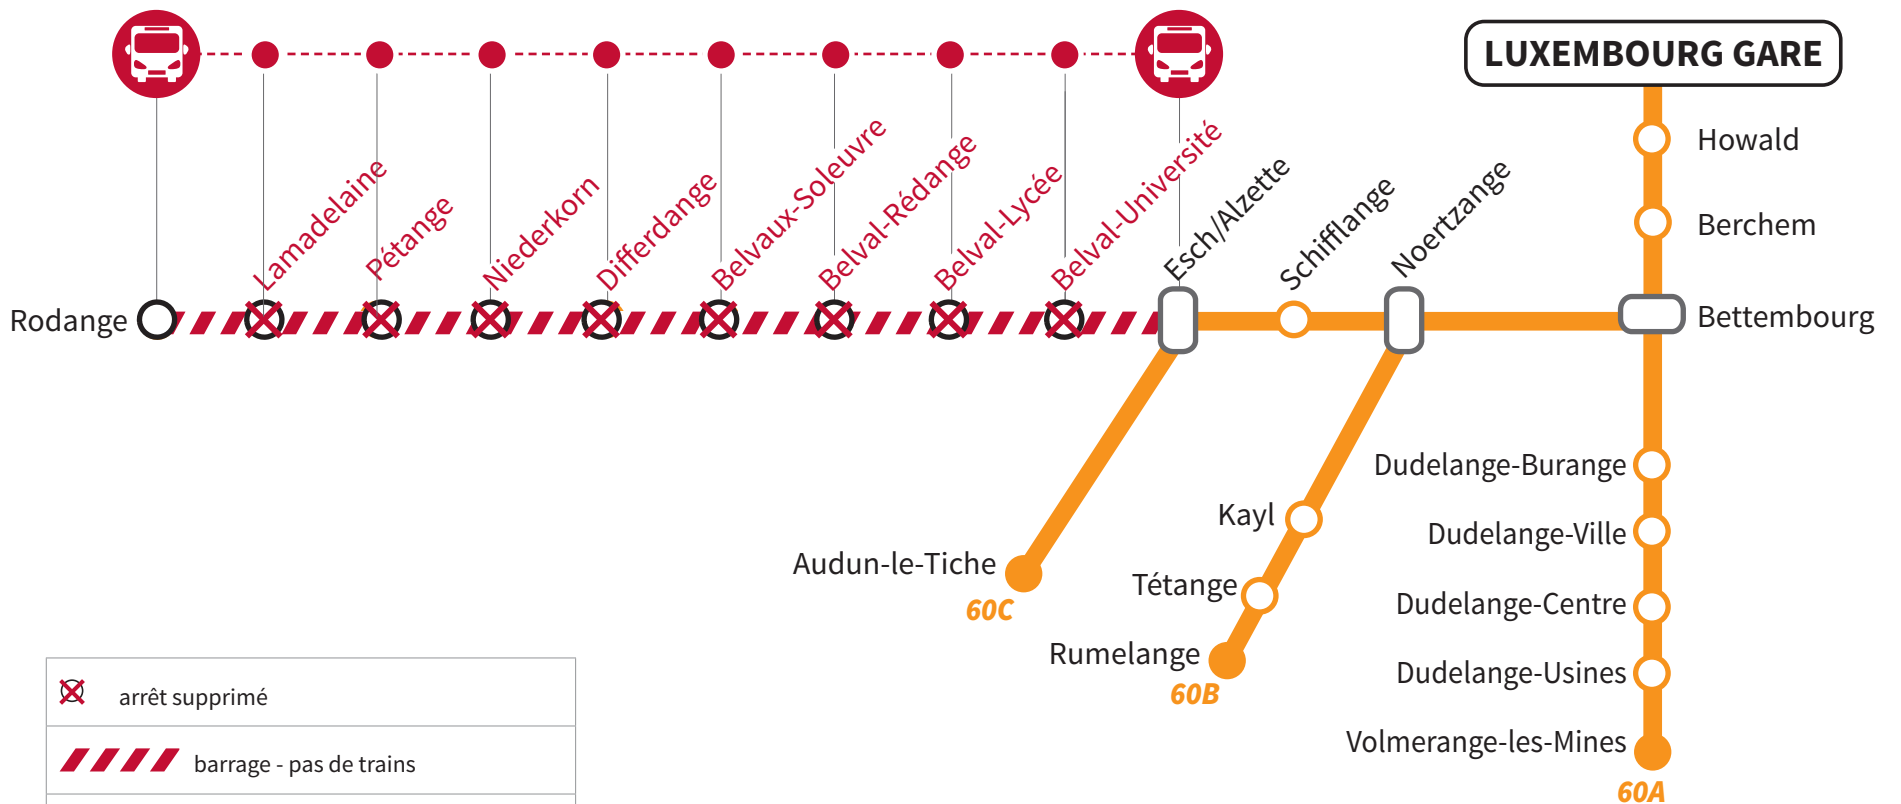 LUXEMBOURG GARE
Howald
Berchem
Bettembourg
Rodange
Lamadelaine
Pétange
Niederkorn
Differdange
Belvaux-Soleuvre
Belval-Rédange
Belval-Lycée
Belval-Université
Esch/Alzette
Schifflange
Noertzange
Dudelange-Burange
Kayl
Dudelange-Ville
Audun-le-Tiche
Tétange
60C
Dudelange-Centre
Rumelange
Dudelange-Usines
60B
arrêt supprimé
Volmerange-les-Mines
barrage - pas de trains
60A